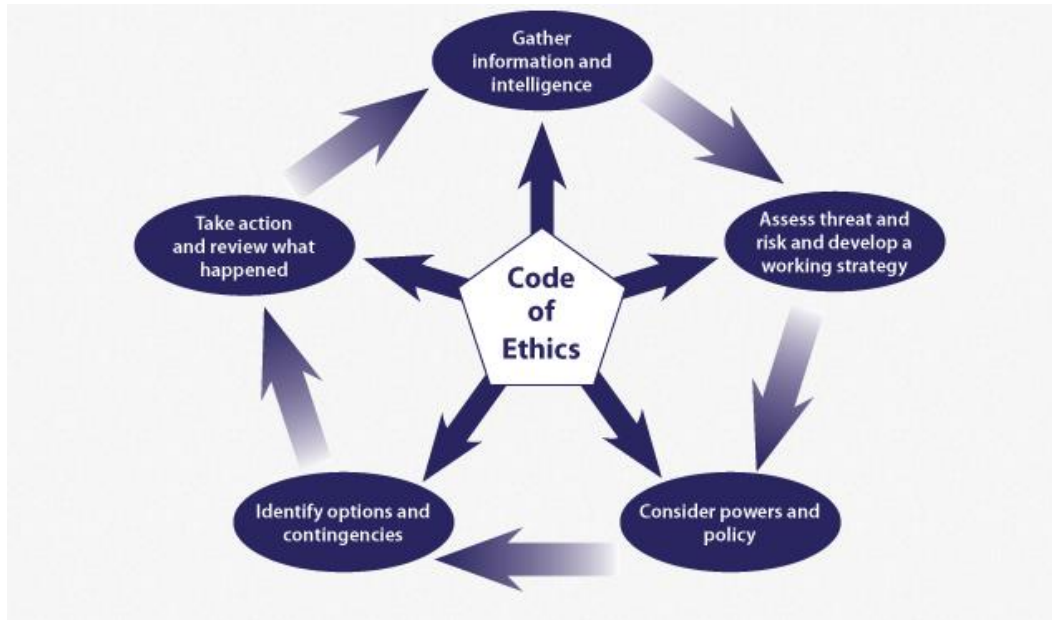 Gather
information and
intelligence
Assess threat and
risk and develop a
working strategy
Consider powers and
policy
Identify options and
contingencies
Take action
and review what
happened
Code
of
Ethics